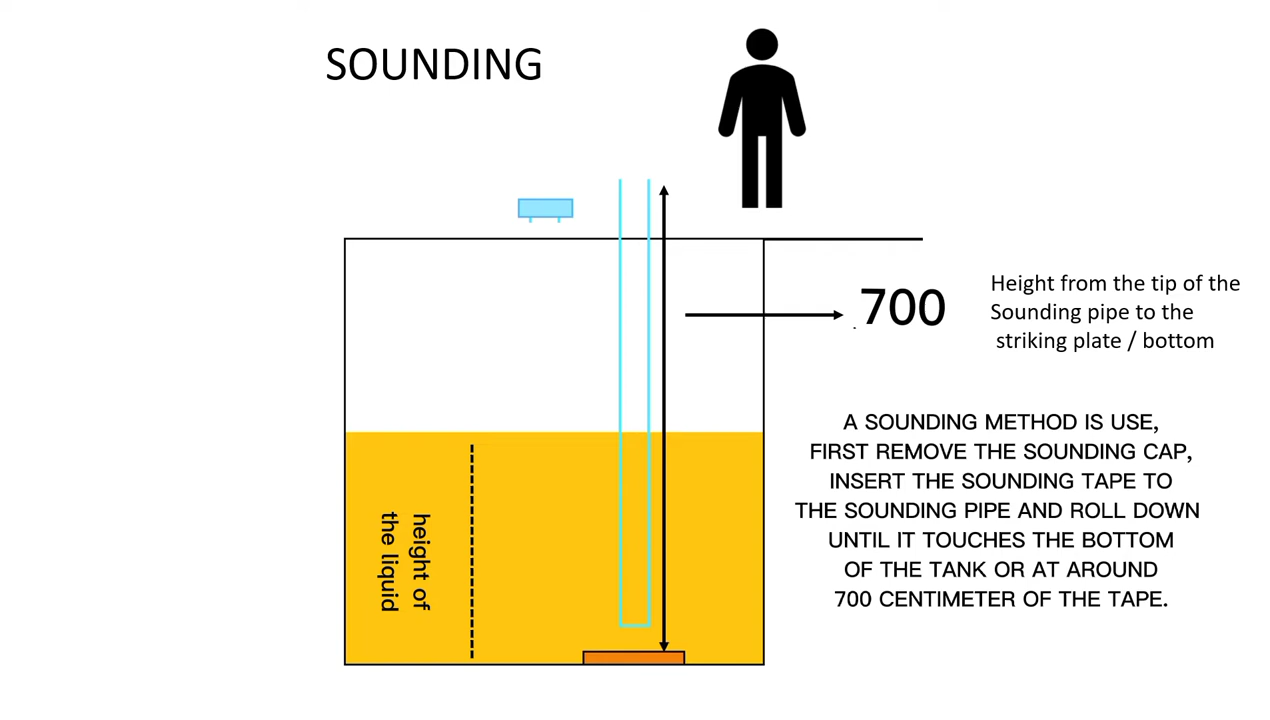 SOUNDING
.700
Height from the tip of the
Sounding pipe to the
striking plate / bottom
A SOUNDING METHOD IS USE,
FIRST REMOVE THE SOUNDING CAP,
INSERT THE SOUNDING TAPE TO
THE SOUNDING PIPE AND ROLL DOWN
UNTIL IT TOUCHES THE BOTTOM
OF THE TANK OR AT AROUND
700 CENTIMETER OF THE TAPE.
height of
the liquid